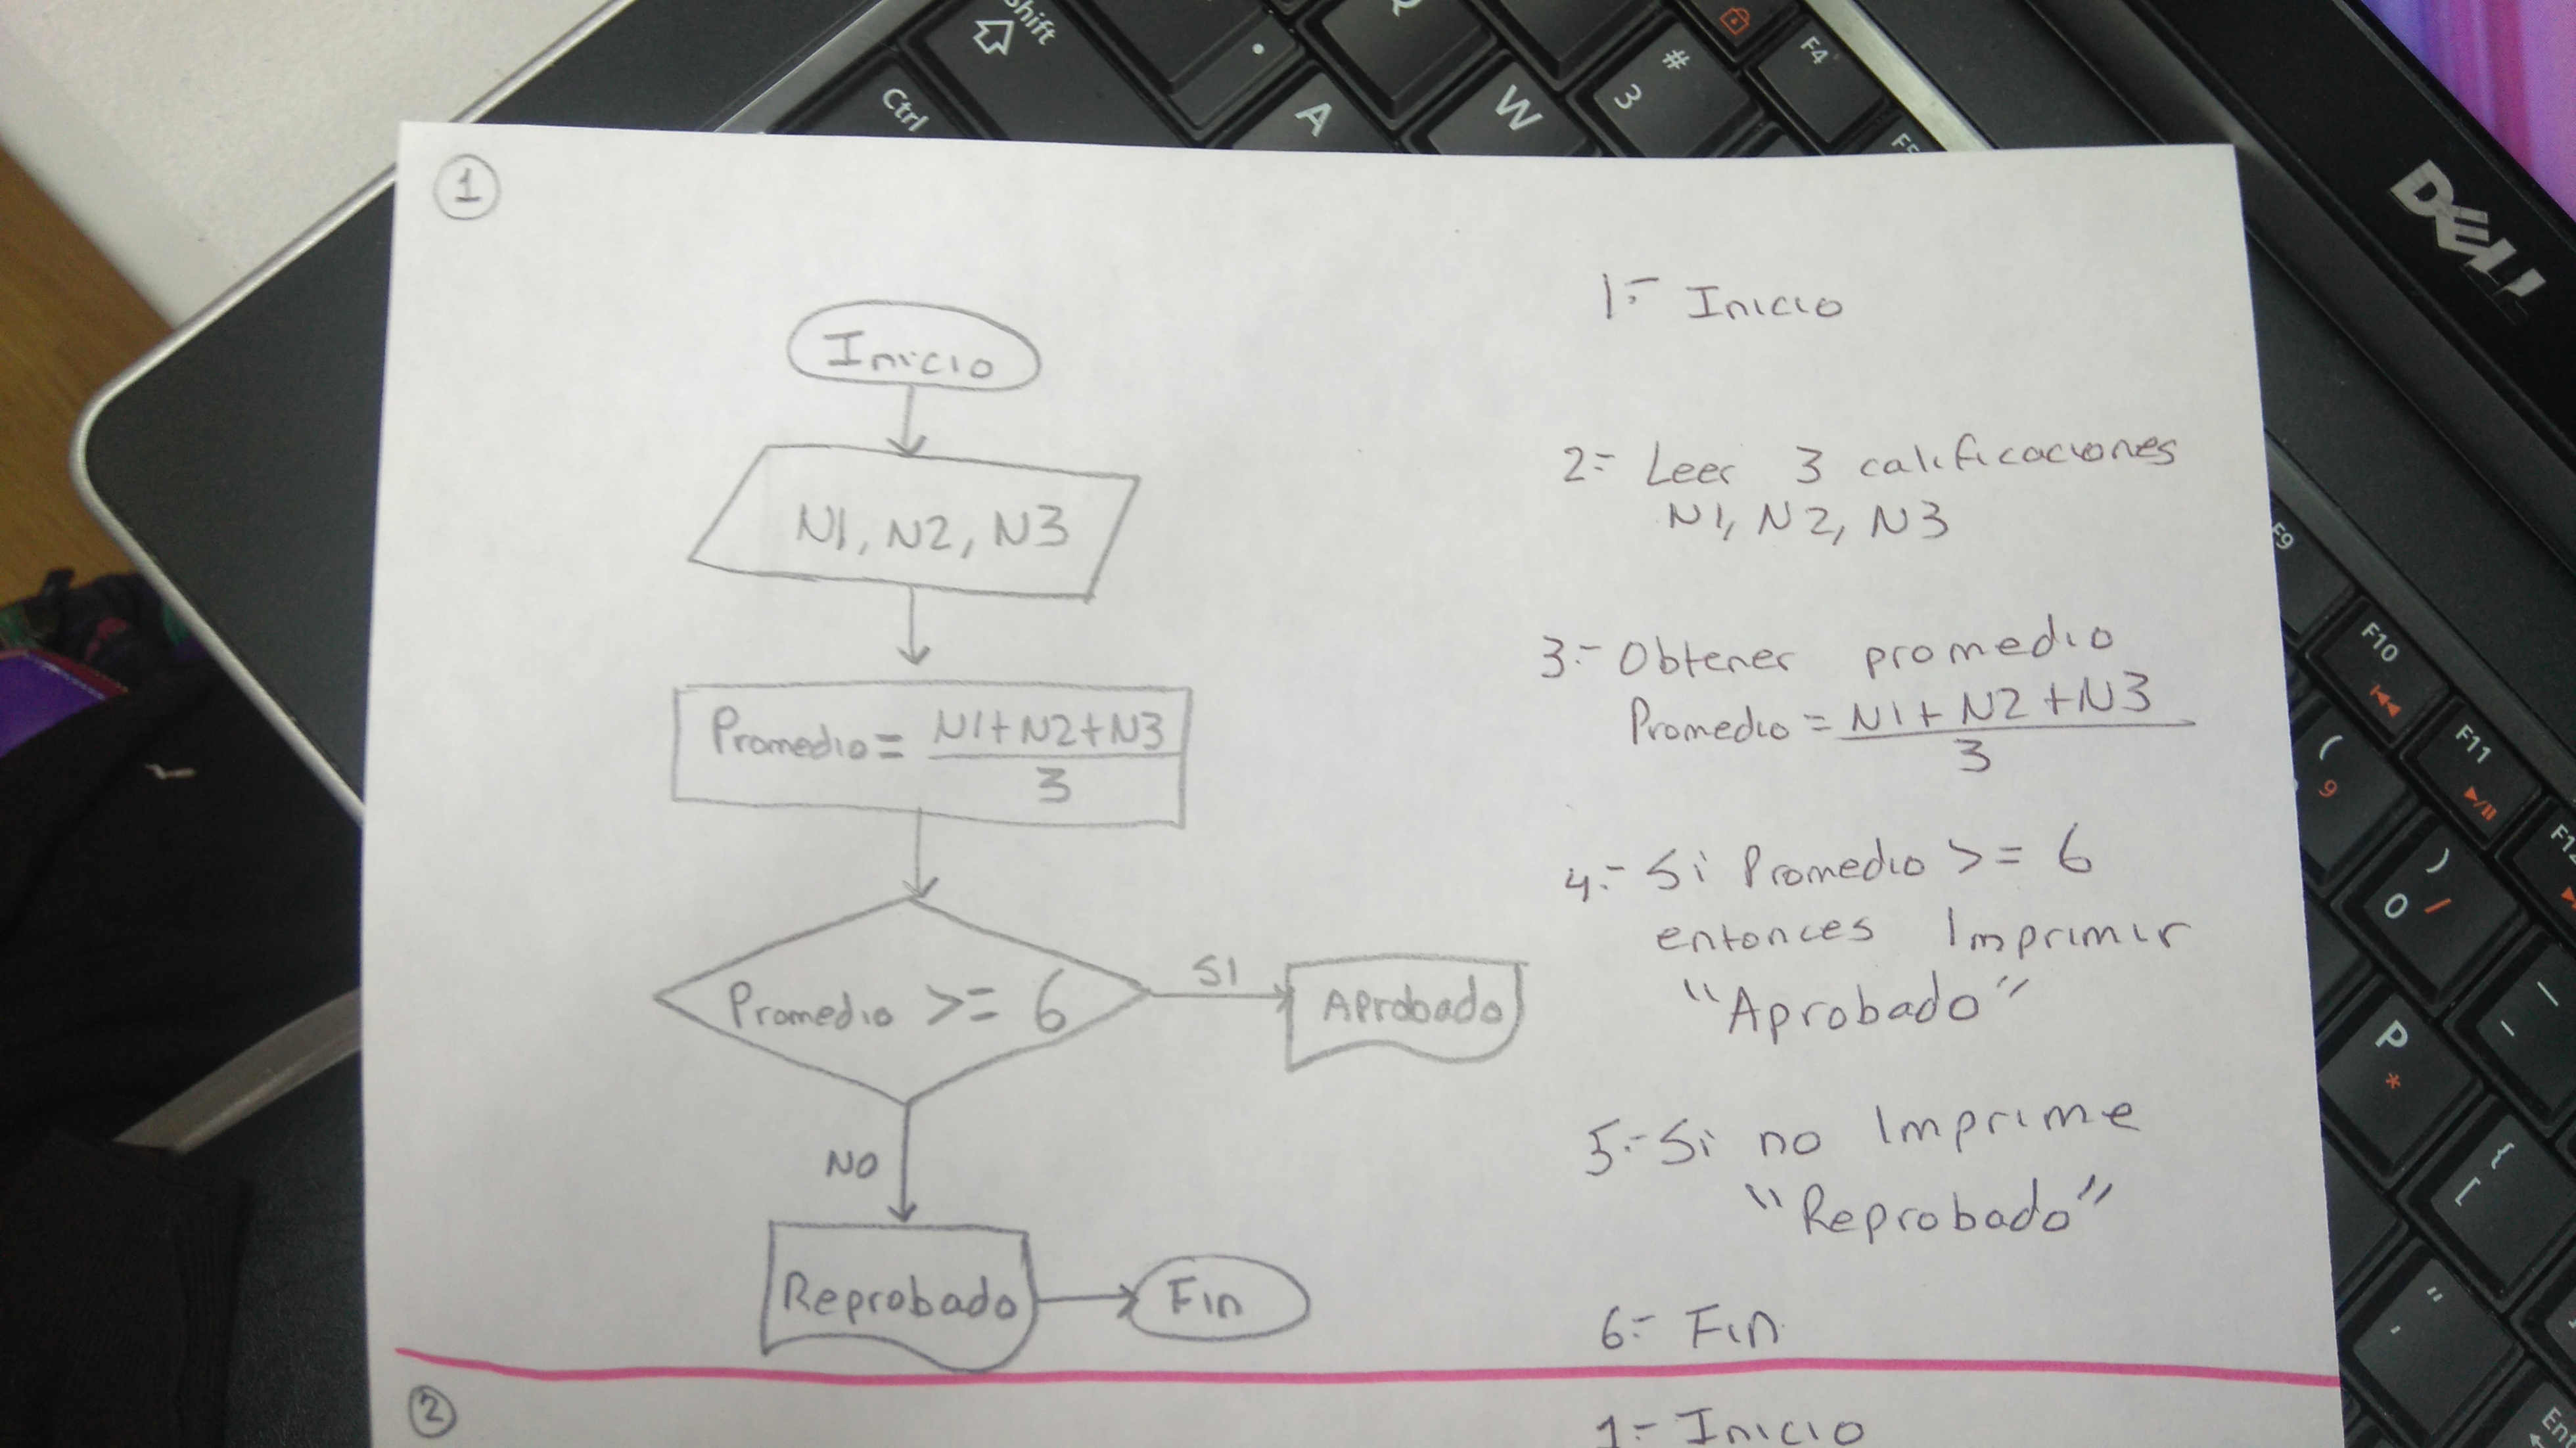 Shift
Ctrl
A
W
#
3
F4
F5
DELL
1
Inicio
N1, N2, N3
Promedio = N1+N2+N3
3
Promedio >= 6
SI
Aprobado
NO
Reprobado
Fin
1.- Inicio
2.- Leer 3 calificaciones
N1, N2, N3
3.- Obtener promedio
Promedio = N1+N2+N3
3
4.- Si Promedio >= 6
entonces Imprimir
"Aprobado"
5.- Si no Imprime
"Reprobado"
6.- Fin
2
1.- Inicio
F9
F10
F11
F12
(
9
)
0 /
P
*
{
[
"
'